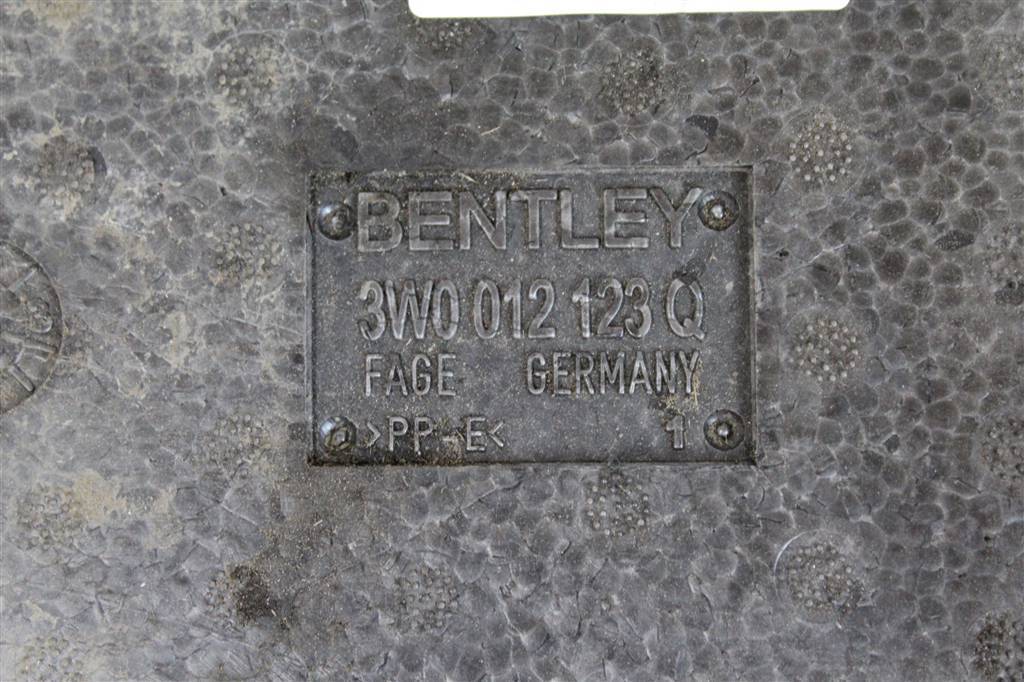 BENTLEY
3W0 012 123 Q
FAGE GERMANY
>PP-E< 1